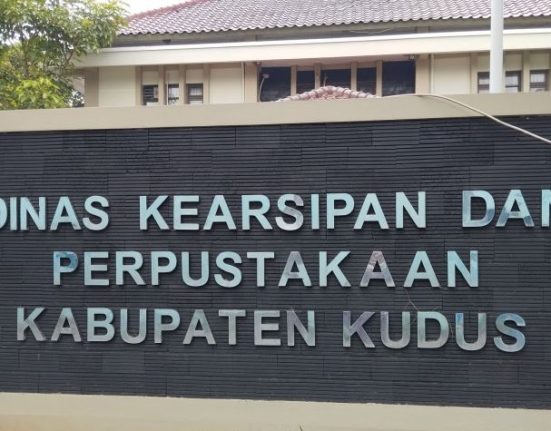 DINAS KEARSIPAN DAN
PERPUSTAKAAN
KABUPATEN KUDUS